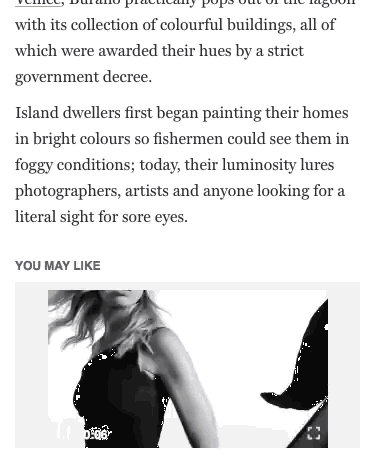 Venice, Burano practically pops out of the lagoon
with its collection of colourful buildings, all of
which were awarded their hues by a strict
government decree.
Island dwellers first began painting their homes
in bright colours so fishermen could see them in
foggy conditions; today, their luminosity lures
photographers, artists and anyone looking for a
literal sight for sore eyes.
YOU MAY LIKE
0:06